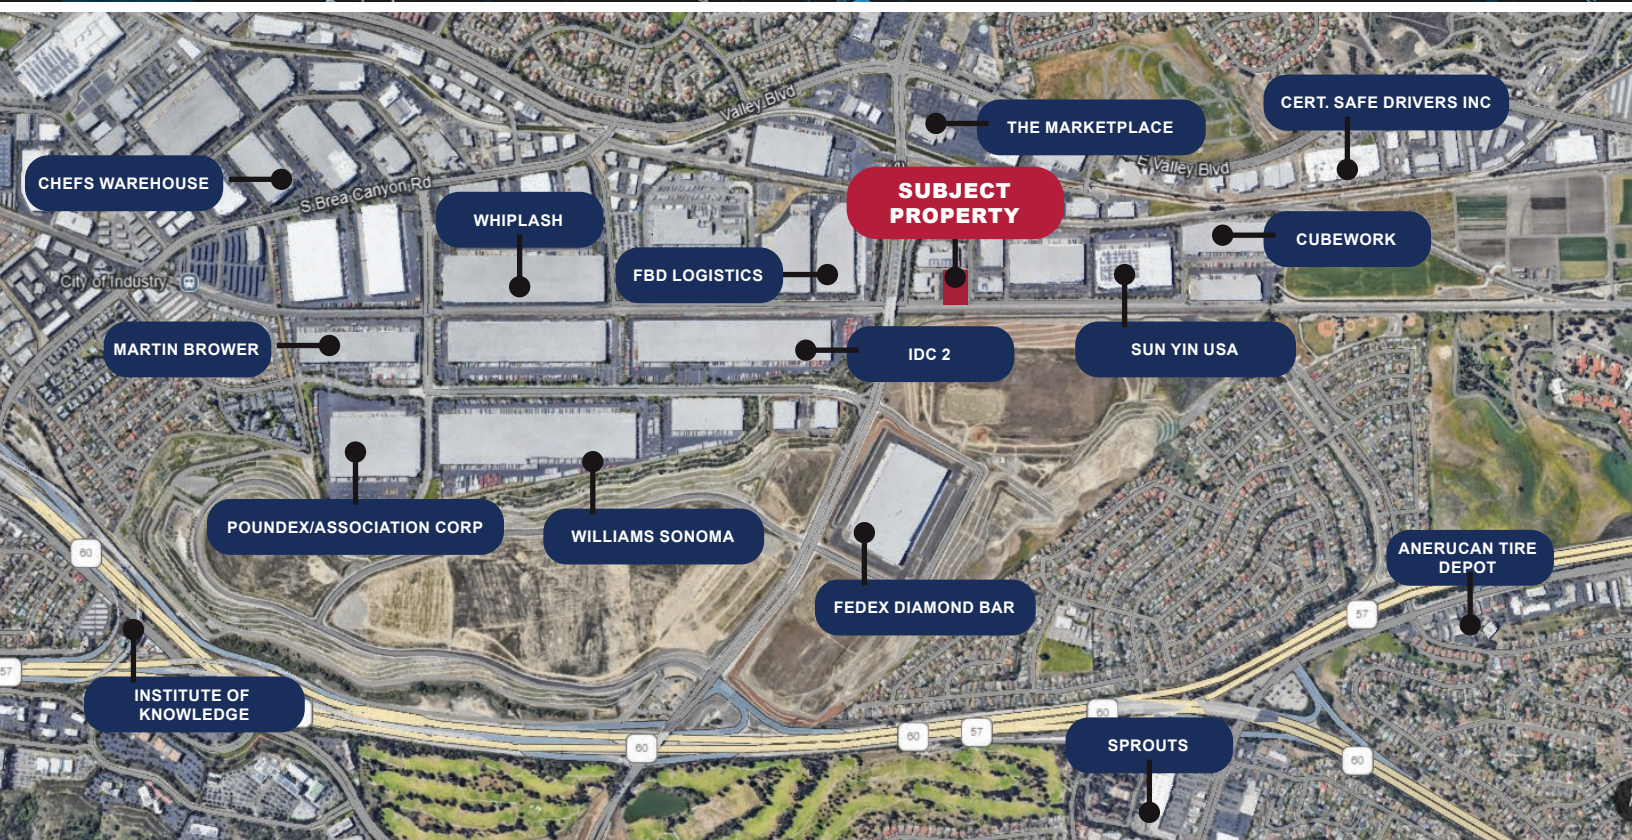 Valley Blvd
CERT. SAFE DRIVERS INC
THE MARKETPLACE
E Valley Blvd
CHEFS WAREHOUSE
S Brea Canyon Rd
SUBJECT
PROPERTY
WHIPLASH
CUBEWORK
FBD LOGISTICS
City of Industry
MARTIN BROWER
IDC 2
SUN YIN USA
POUNDEX/ASSOCIATION CORP
WILLIAMS SONOMA
ANERUCAN TIRE
DEPOT
60
FEDEX DIAMOND BAR
57
57
INSTITUTE OF
KNOWLEDGE
60
60
57
60
SPROUTS
60